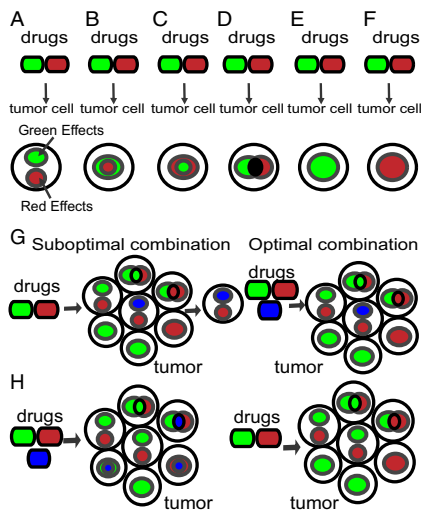 A B C D E F
drugs drugs drugs drugs drugs drugs
tumor cell tumor cell tumor cell tumor cell tumor cell tumor cell
Green Effects
Red Effects
G Suboptimal combination Optimal combination
drugs drugs
tumor tumor
H
drugs drugs
tumor tumor